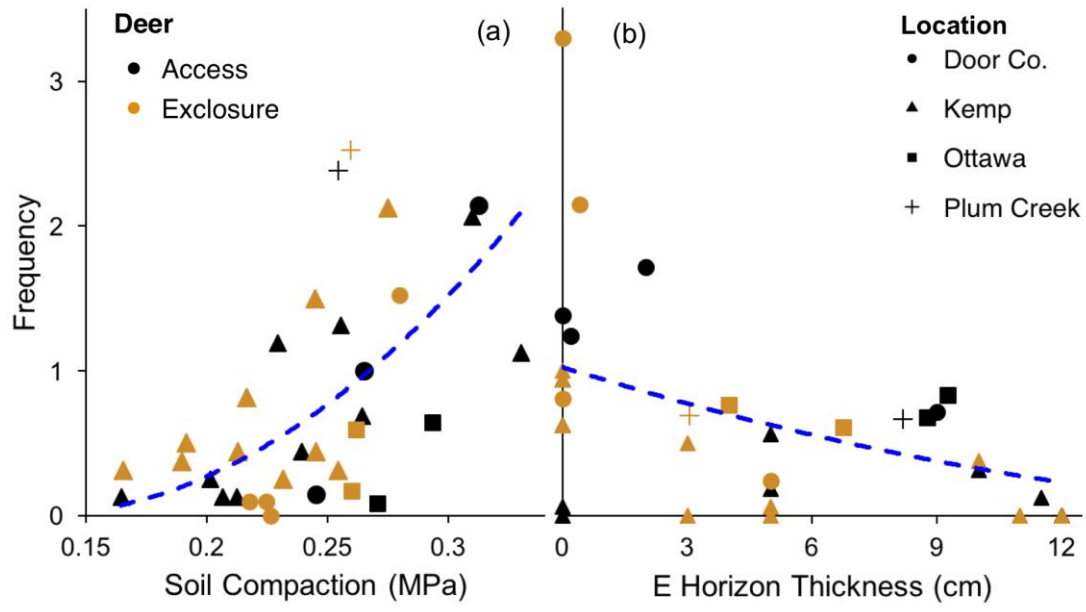 Deer
Access
Exclosure
(a)
(b)
Location
Door Co.
Kemp
Ottawa
Plum Creek
Frequency
3
2
1
0
0.15
0.2
0.25
0.3
0
3
6
9
12
Soil Compaction (MPa)
E Horizon Thickness (cm)